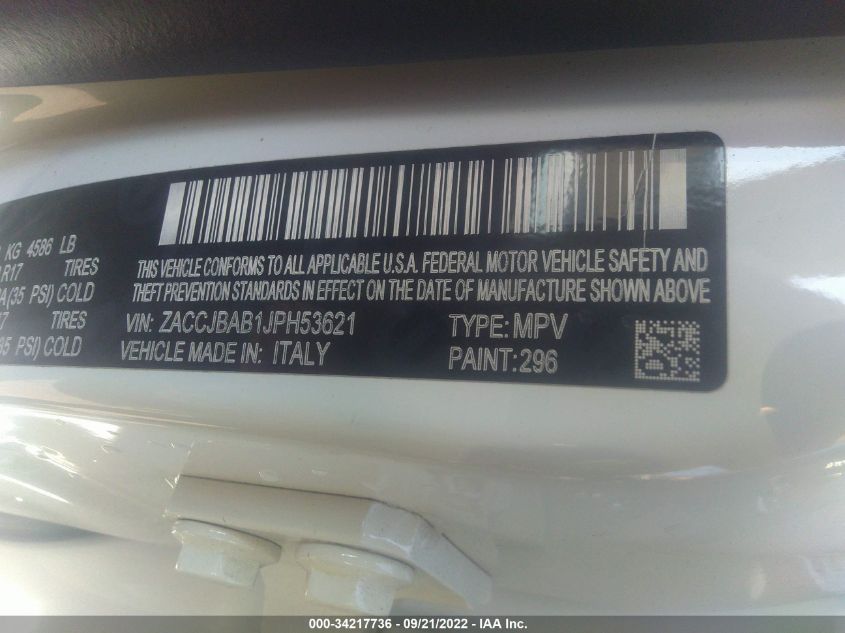 KG 4586 LB
R17 TIRES
(35 PSI) COLD
THIS VEHICLE CONFORMS TO ALL APPLICABLE U.S.A. FEDERAL MOTOR VEHICLE SAFETY AND
THEFT PREVENTION STANDARDS IN EFFECT ON THE DATE OF MANUFACTURE SHOWN ABOVE
TIRES
PSI) COLD
VIN: ZACCJBAB1JPH53621 TYPE: MPV
VEHICLE MADE IN: ITALY PAINT: 296
000-34217736 - 09/21/2022 - IAA Inc.